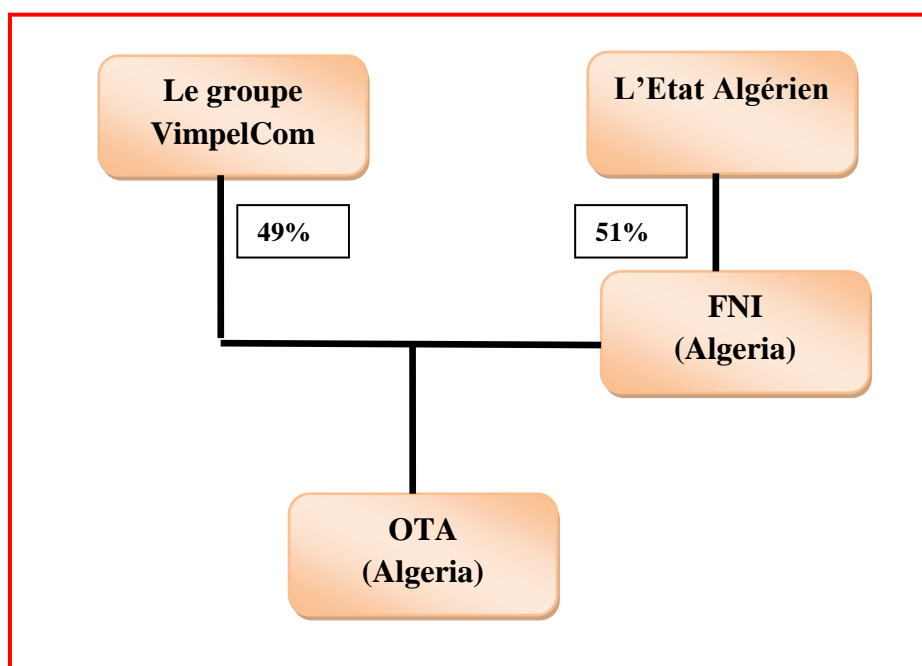 Le groupe
VimpelCom
L’Etat Algérien
49%
51%
FNI
(Algeria)
OTA
(Algeria)